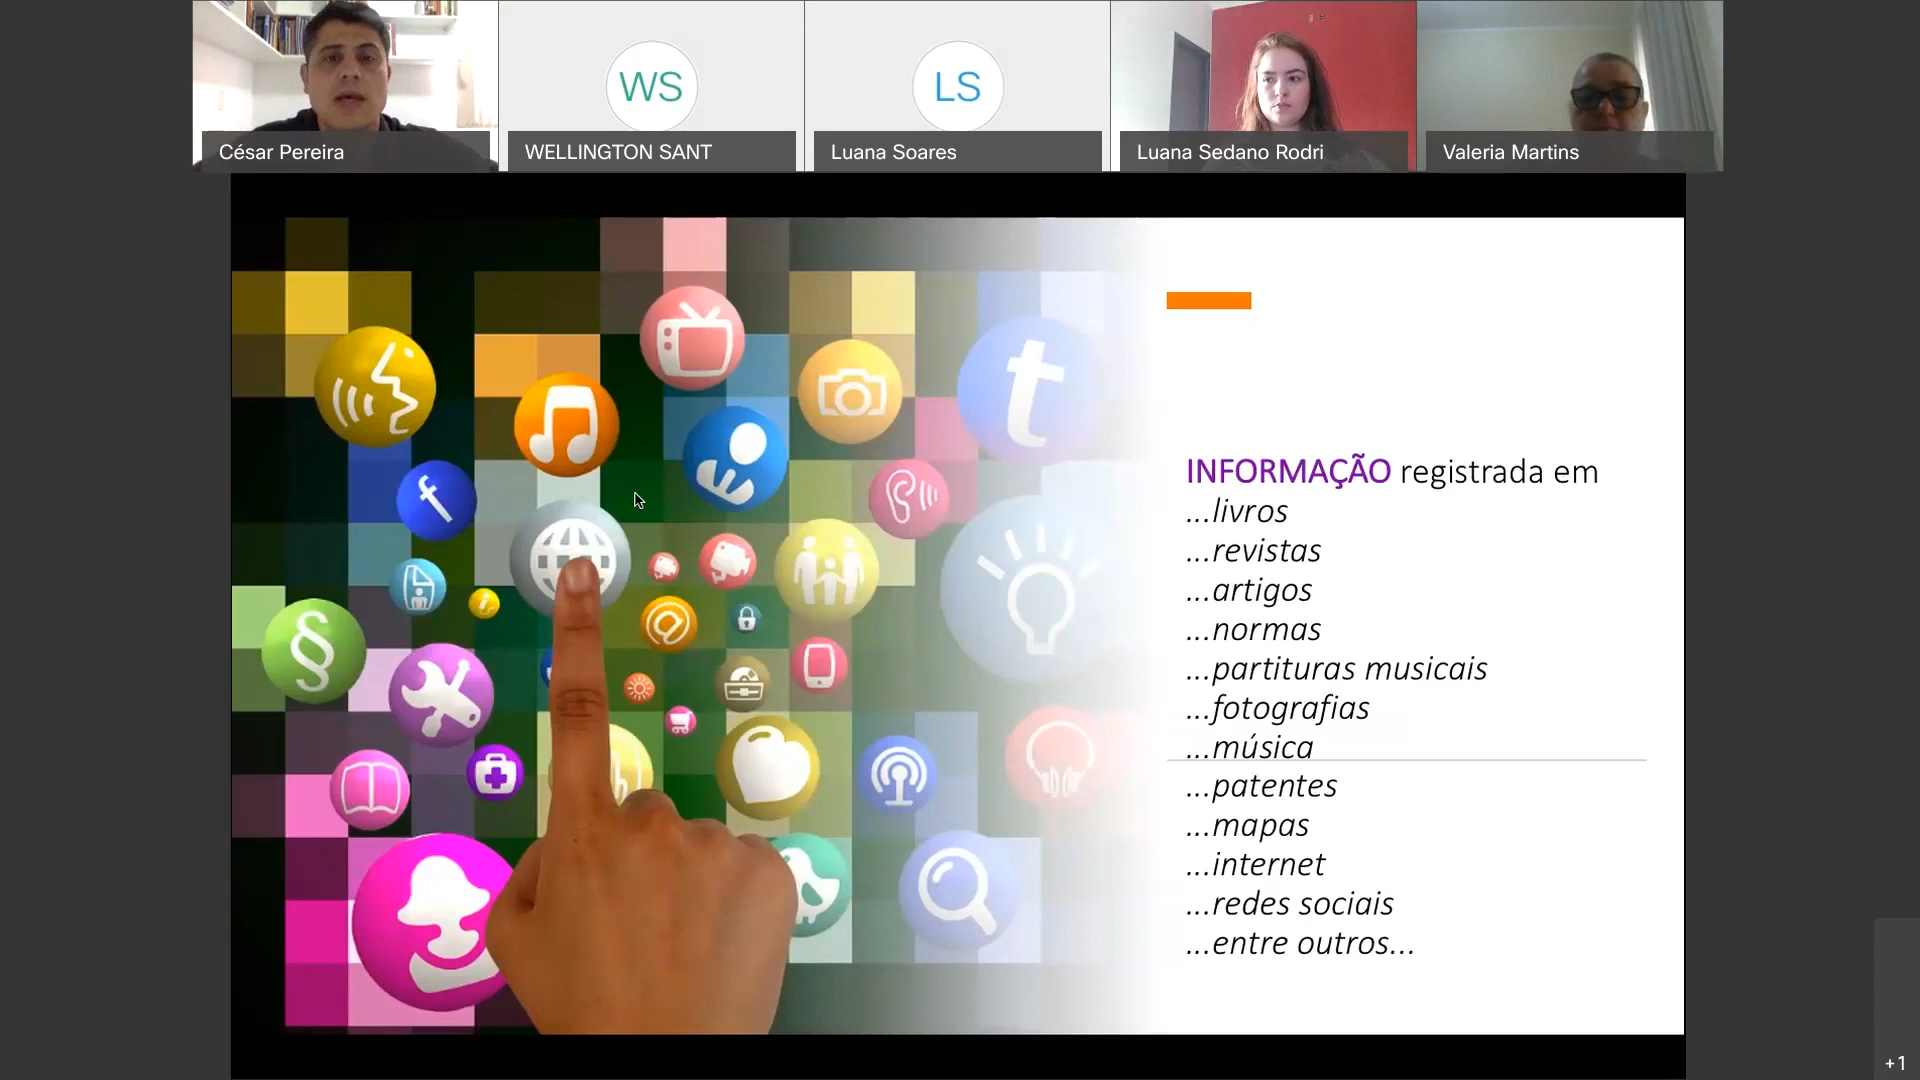 WS
LS
César Pereira
WELLINGTON SANT
Luana Soares
Luana Sedano Rodri
Valeria Martins
t
f
§
@
i
INFORMAÇÃO registrada em
...livros
...revistas
...artigos
...normas
...partituras musicais
...fotografias
...música
...patentes
...mapas
...internet
...redes sociais
...entre outros...
+1